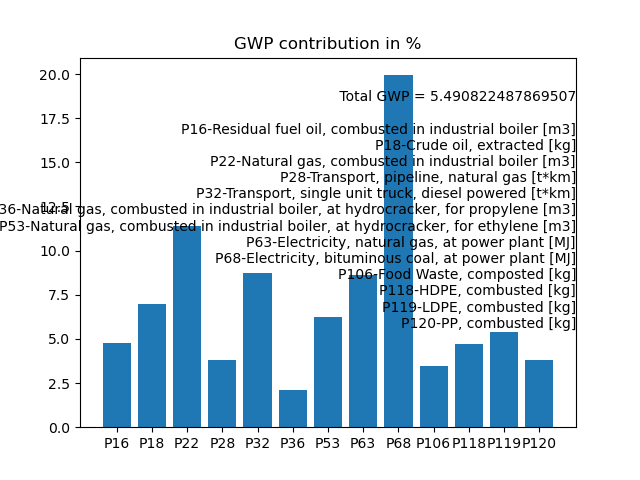 GWP contribution in %
20.0
Total GWP = 5.490822487869507
17.5
P16-Residual fuel oil, combusted in industrial boiler [m3]
P18-Crude oil, extracted [kg]
15.0
P22-Natural gas, combusted in industrial boiler [m3]
P28-Transport, pipeline, natural gas [t*km]
P32-Transport, single unit truck, diesel powered [t*km]
12.5
36-Natural gas, combusted in industrial boiler, at hydrocracker, for propylene [m3]
P53-Natural gas, combusted in industrial boiler, at hydrocracker, for ethylene [m3]
10.0
P63-Electricity, natural gas, at power plant [MJ]
P68-Electricity, bituminous coal, at power plant [MJ]
P106-Food Waste, composted [kg]
7.5
P118-HDPE, combusted [kg]
P119-LDPE, combusted [kg]
P120-PP, combusted [kg]
5.0
2.5
0.0
P16 P18 P22 P28 P32 P36 P53 P63 P68 P106 P118 P119 P120